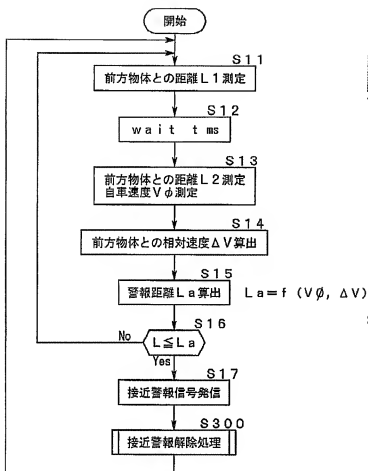 開始
S11
前方物体との距離L1測定
S12
wait t ms
S13
前方物体との距離L2測定
自車速度Vφ測定
S14
前方物体との相対速度ΔV算出
S15
警報距離La算出 La=f (Vφ, ΔV)
S16
No L≦La
Yes
S17
接近警報信号発信
S300
接近警報解除処理